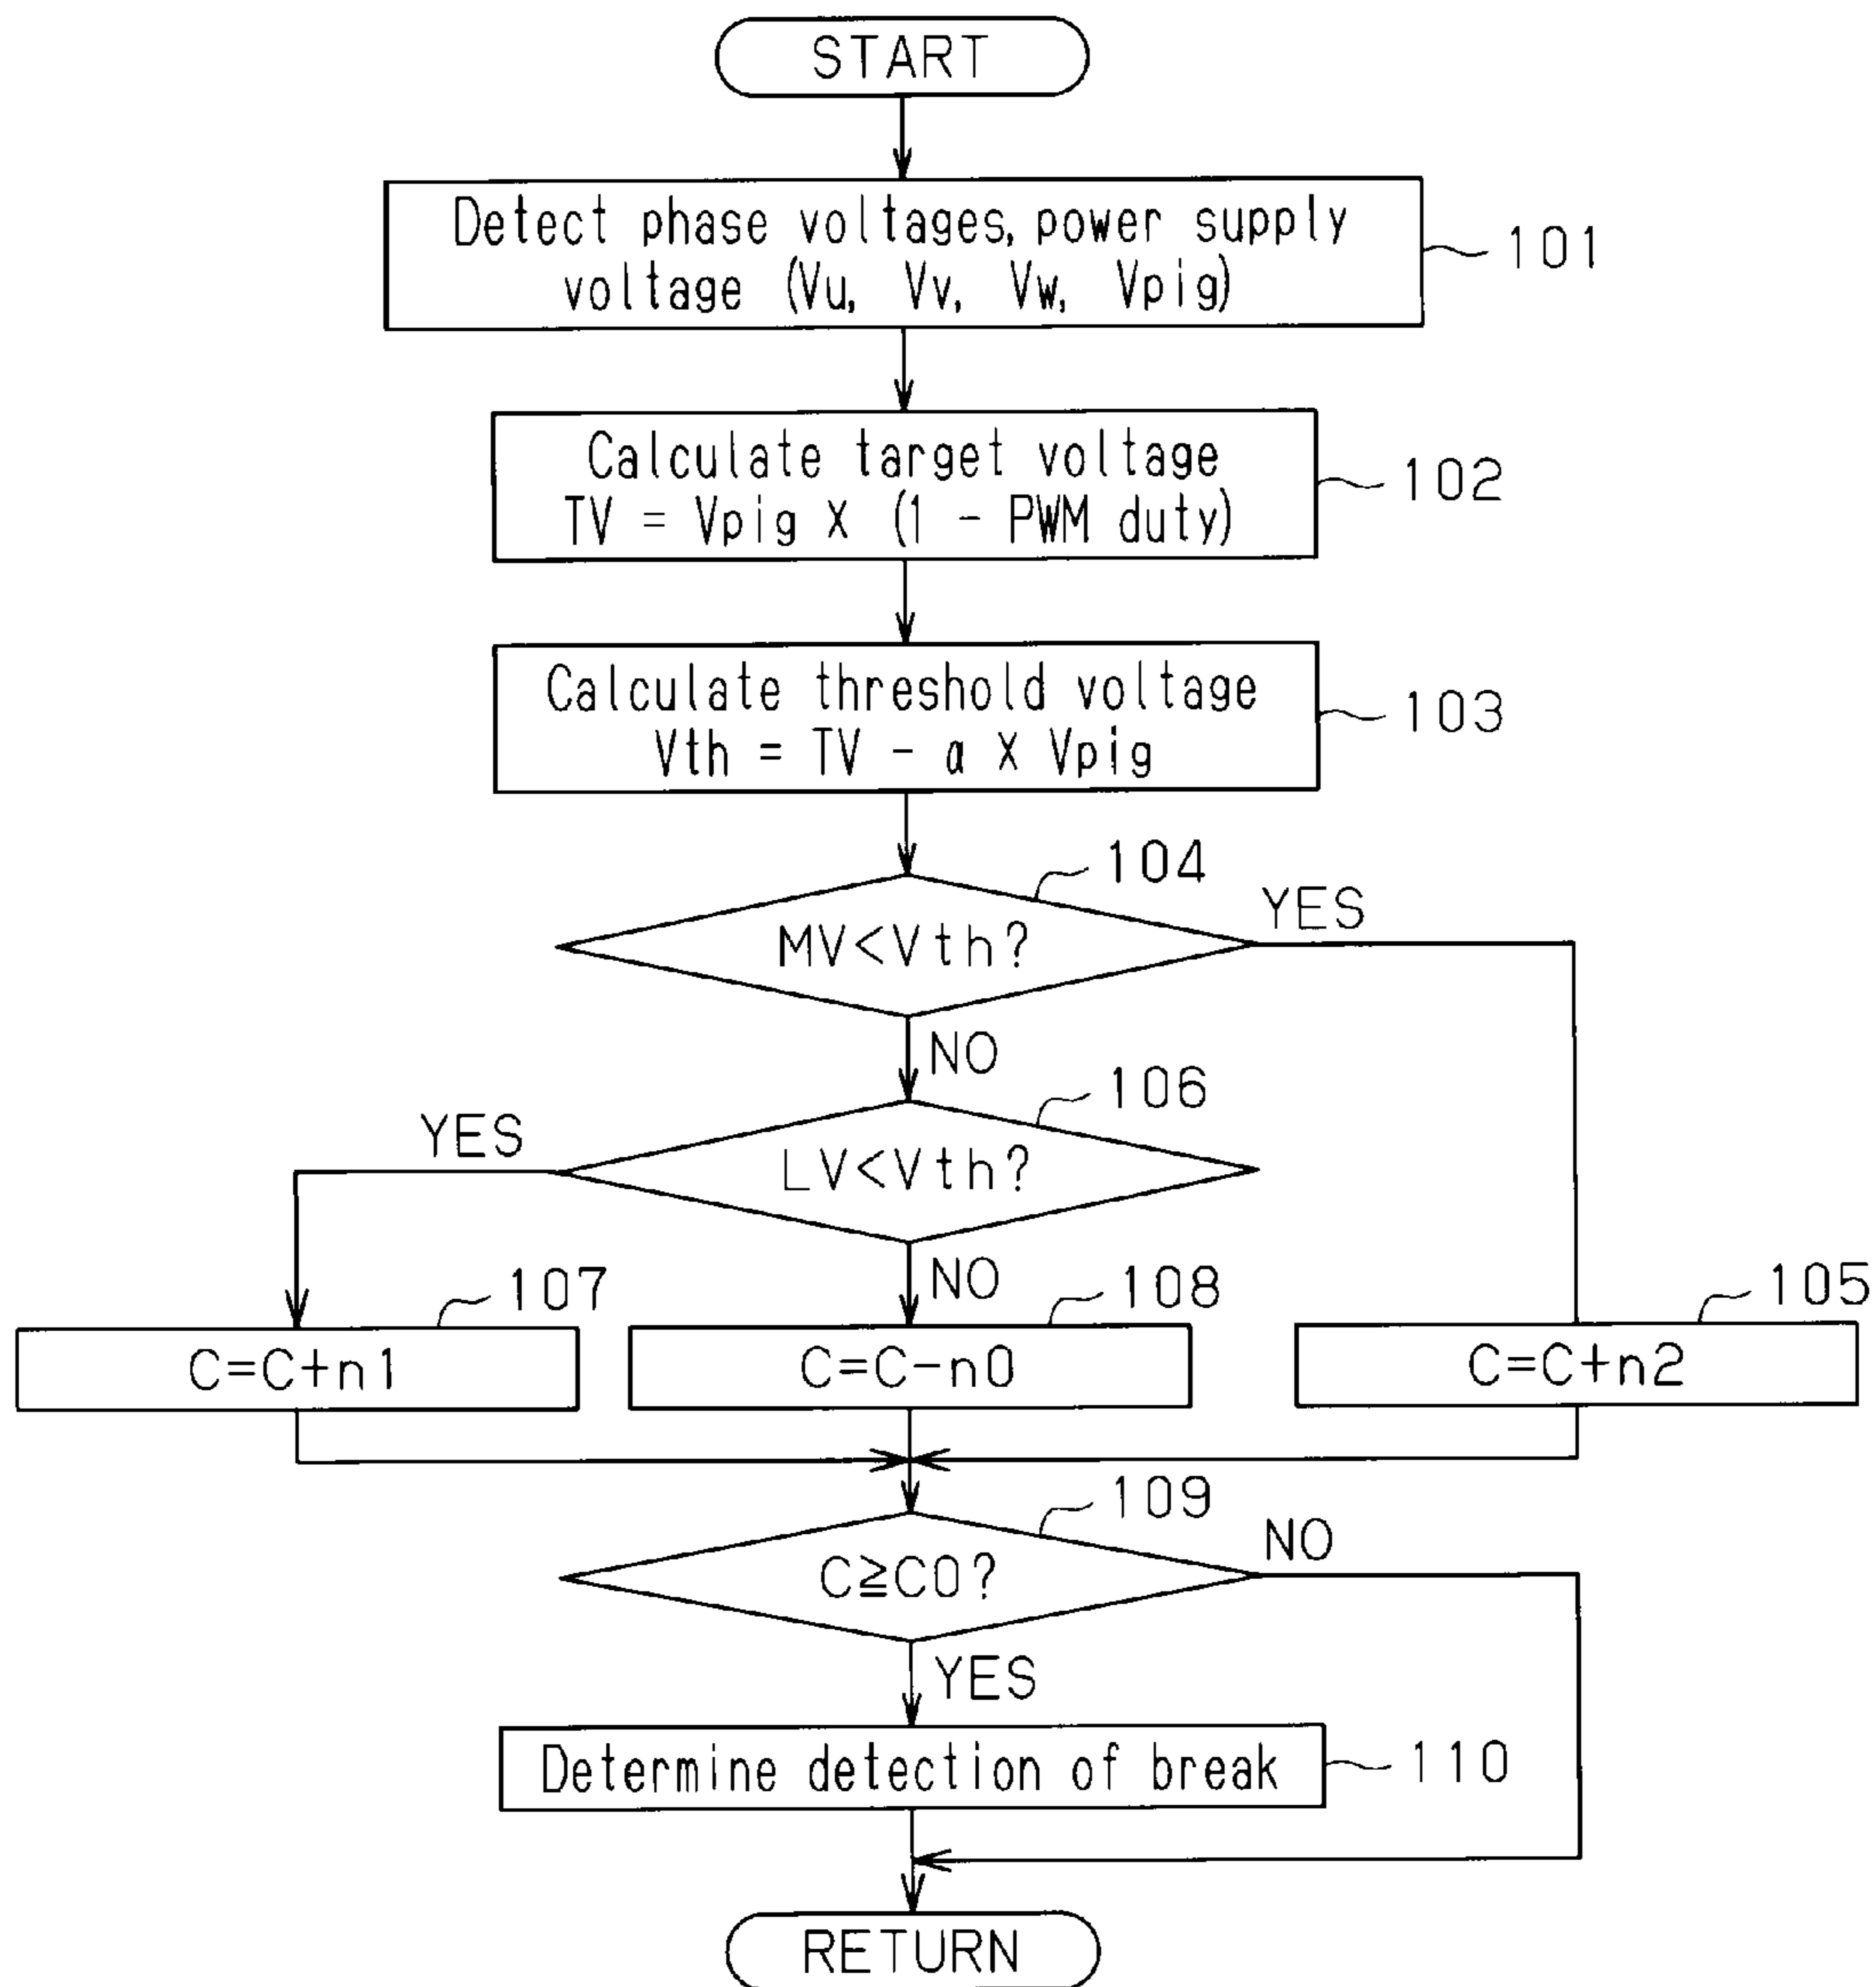 START
Detect phase voltages, power supply
voltage (Vu, Vv, Vw, Vpig)
101
Calculate target voltage
TV = Vpig X (1 - PWM duty)
102
Calculate threshold voltage
Vth = TV - α X Vpig
103
104
MV<Vth?
YES
NO
106
LV<Vth?
YES
NO
107
C=C+n1
108
C=C-n0
105
C=C+n2
109
C≧C0?
NO
YES
Determine detection of break
110
RETURN